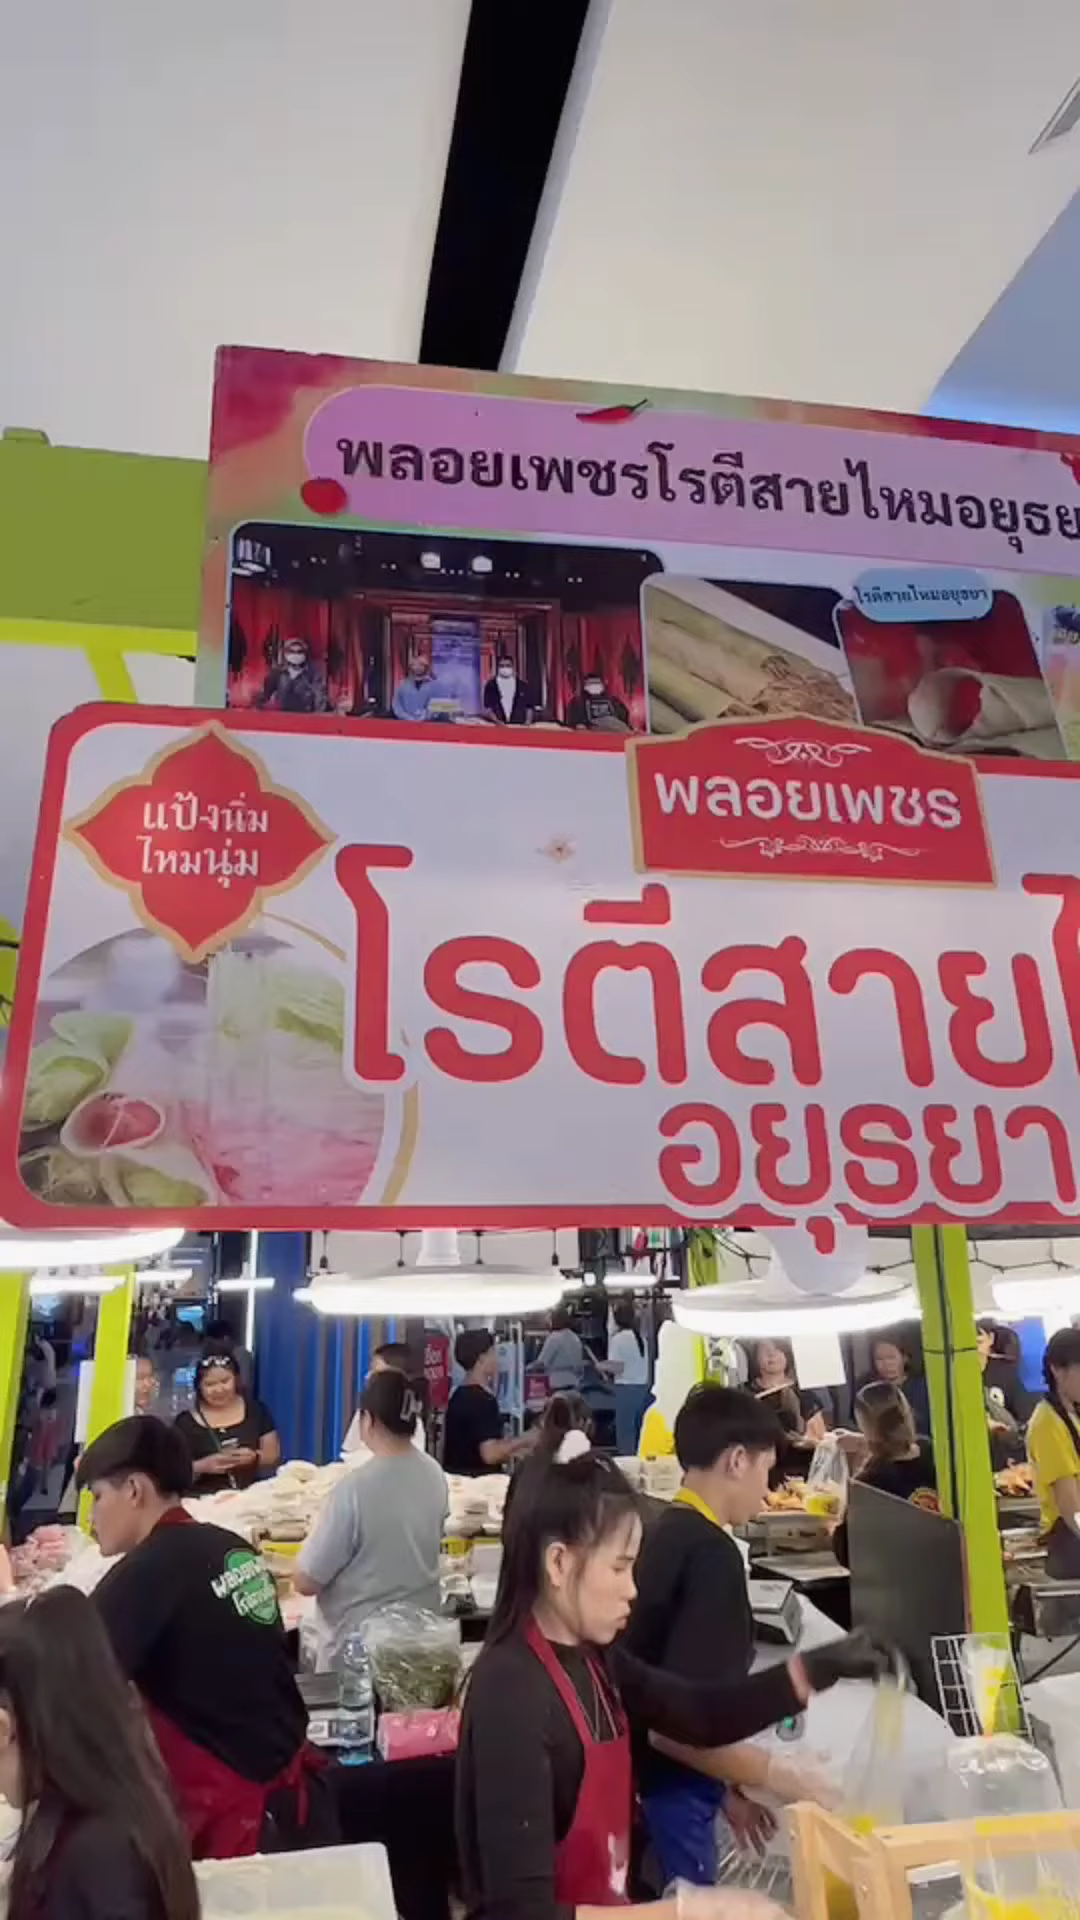 พลอยเพชรโรตีสายไหมอยุธย
โรตีสายไหมอยุธยา
แป้งนิ่ม
ไหมนุ่ม
พลอยเพชร
โรตีสายไ
อยุธยา